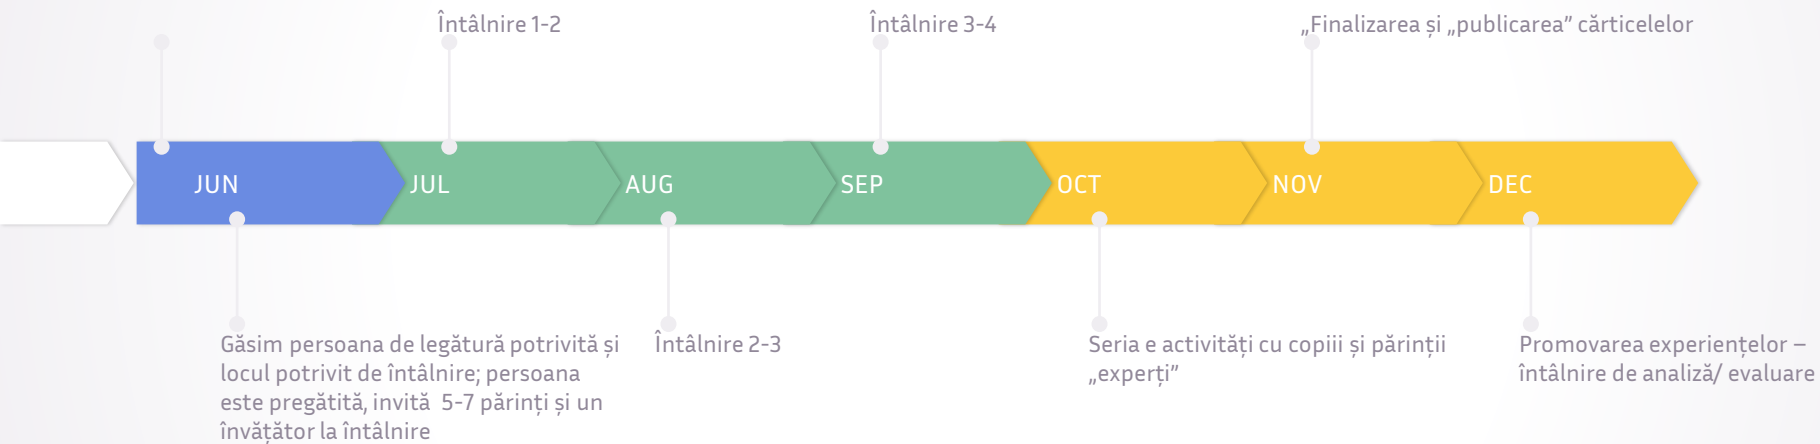 Întâlnire 1-2
Întâlnire 3-4
„Finalizarea și „publicarea” cărticelelor
JUN
JUL
AUG
SEP
OCT
NOV
DEC
Găsim persoana de legătură potrivită și
locul potrivit de întâlnire; persoana
este pregătită, invită 5-7 părinți și un
învățător la întâlnire
Întâlnire 2-3
Seria e activități cu copiii și părinții
„experți”
Promovarea experiențelor –
întâlnire de analiză/ evaluare